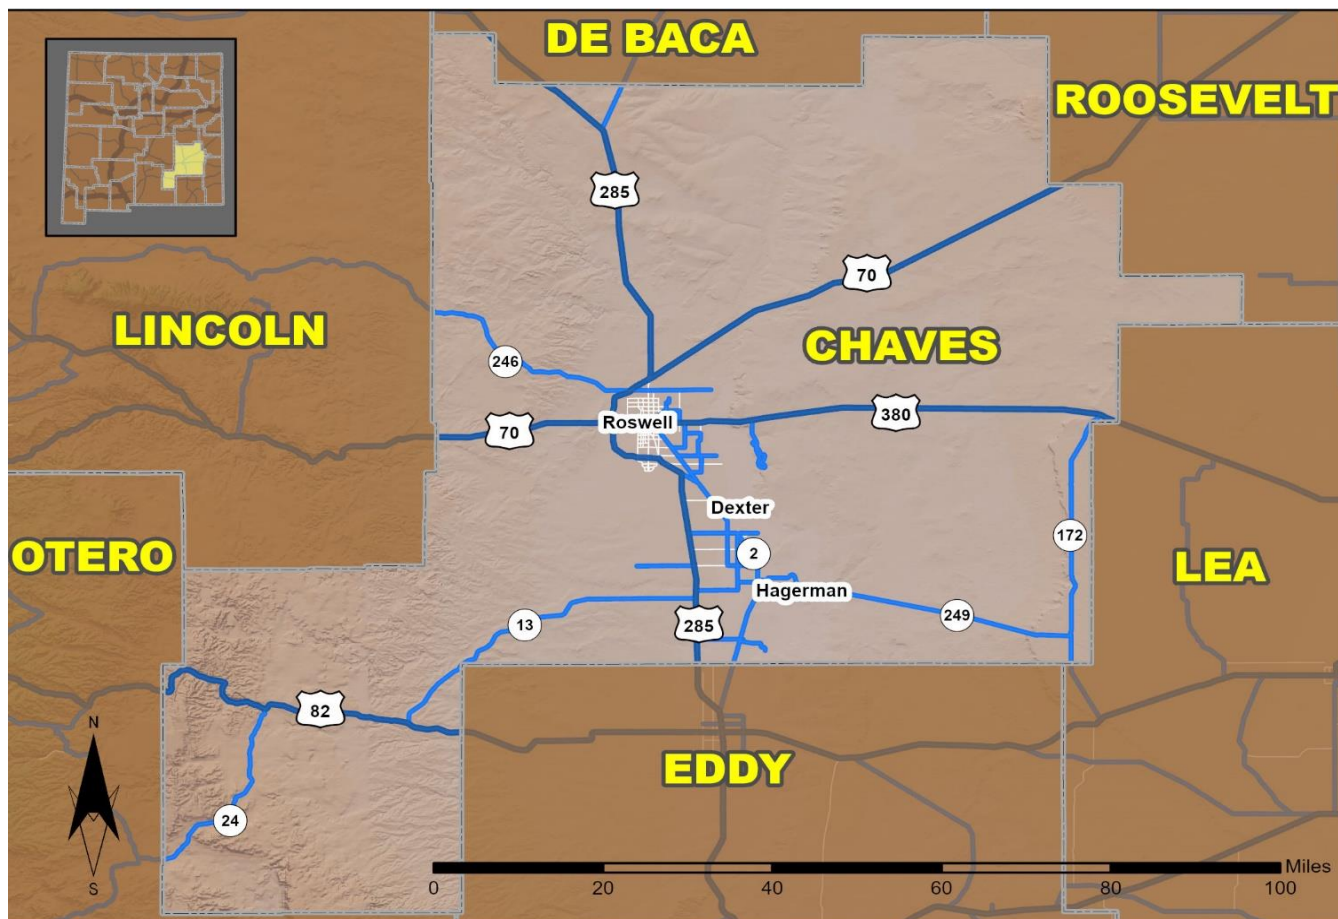 DE BACA
ROOSEVELT
285
70
LINCOLN
CHAVES
246
380
Roswell
70
Dexter
172
2
OTERO
LEA
Hagerman
249
13
285
82
N
EDDY
24
S
Miles
0 20 40 60 80 100